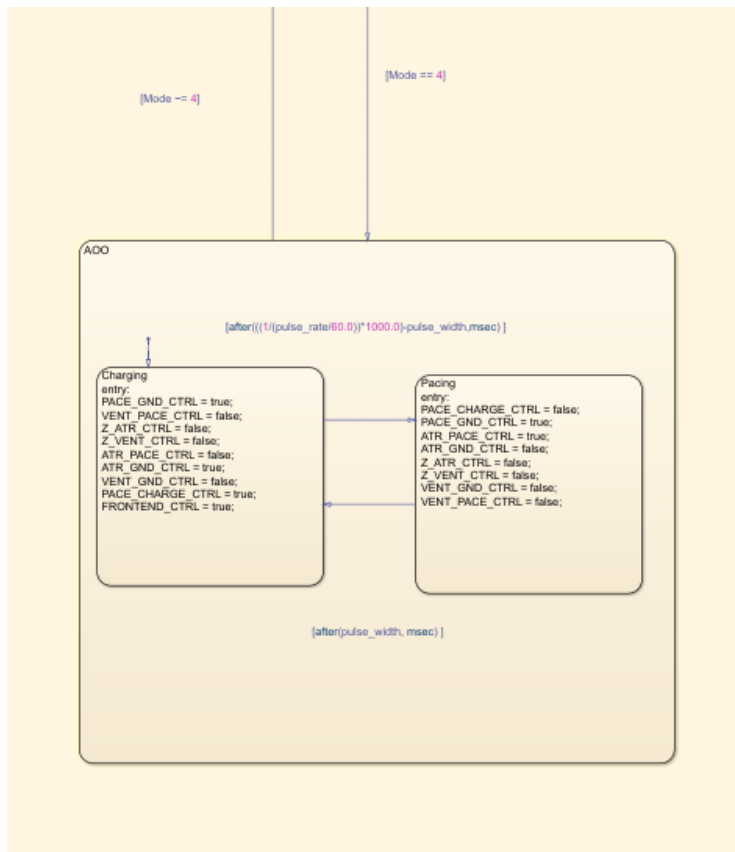 [Mode == 4]
[Mode ~= 4]
AOO
[after(((1/(pulse_rate/60.0))*1000.0)-pulse_width,msec) ]
Charging
entry:
PACE_GND_CTRL = true;
VENT_PACE_CTRL = false;
Z_ATR_CTRL = false;
Z_VENT_CTRL = false;
ATR_PACE_CTRL = false;
ATR_GND_CTRL = true;
VENT_GND_CTRL = false;
PACE_CHARGE_CTRL = true;
FRONTEND_CTRL = true;
Pacing
entry:
PACE_CHARGE_CTRL = false;
PACE_GND_CTRL = true;
ATR_PACE_CTRL = true;
ATR_GND_CTRL = false;
Z_ATR_CTRL = false;
Z_VENT_CTRL = false;
VENT_GND_CTRL = false;
VENT_PACE_CTRL = false;
[after(pulse_width, msec) ]